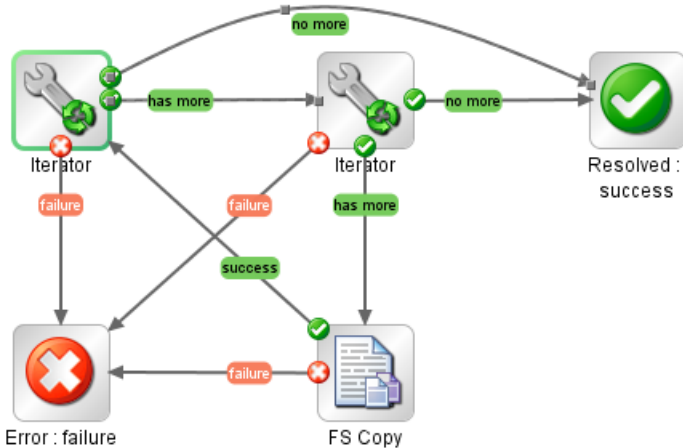 no more
has more
no more
Iterator
Iterator
Resolved :
success
failure
failure
has more
success
failure
Error : failure
FS Copy